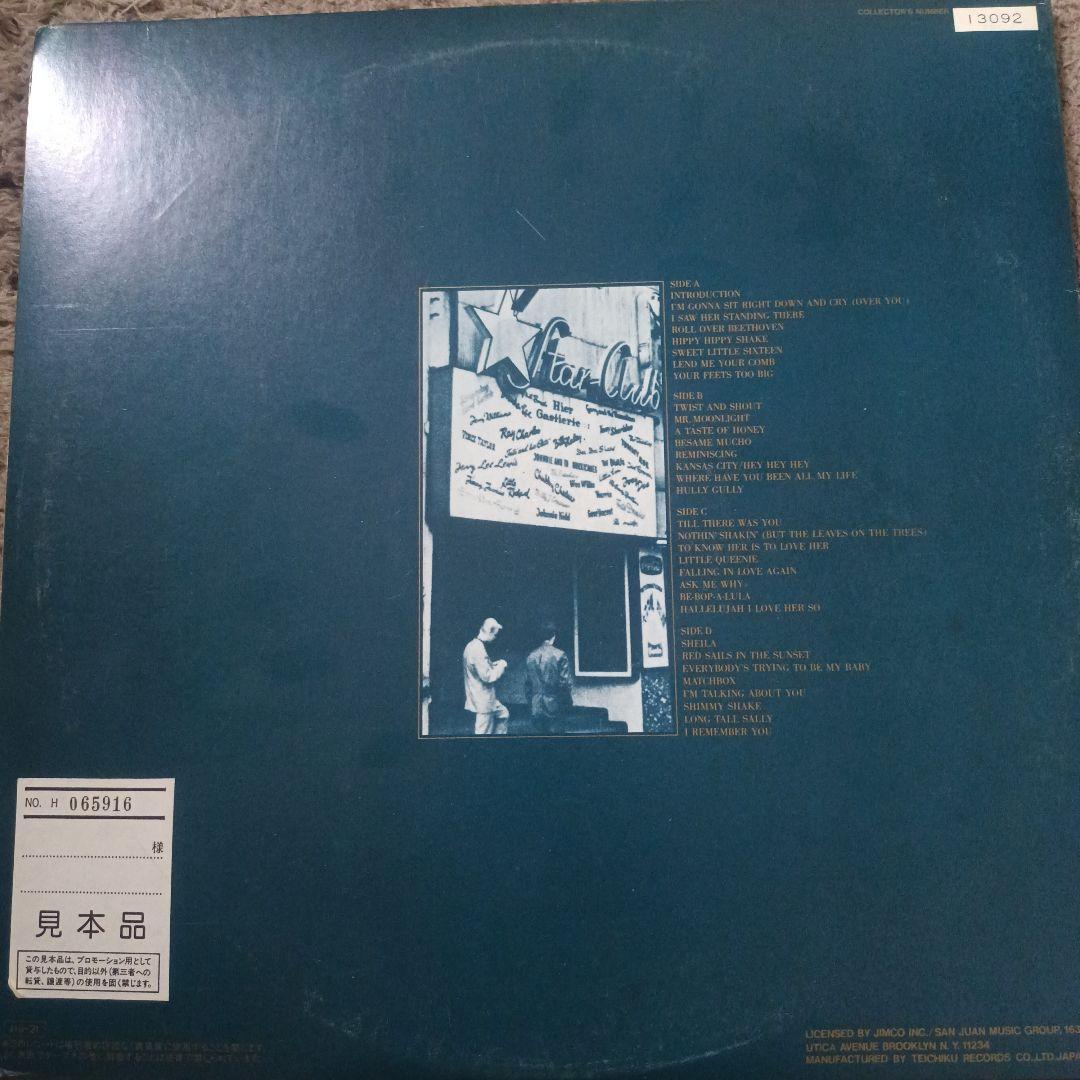 COLLECTOR'S NUMBER
13092
SIDE A
INTRODUCTION
I'M GONNA SIT RIGHT DOWN AND CRY (OVER YOU)
I SAW HER STANDING THERE
ROLL OVER BEETHOVEN
HIPPY HIPPY SHAKE
SWEET LITTLE SIXTEEN
LEND ME YOUR COMB
YOUR FEETS TOO BIG
SIDE B
TWIST AND SHOUT
MR. MOONLIGHT
A TASTE OF HONEY
BESAME MUCHO
REMINISCING
KANSAS CITY/HEY HEY HEY
WHERE HAVE YOU BEEN ALL MY LIFE
HULLY GULLY
SIDE C
TILL THERE WAS YOU
NOTHIN' SHAKIN' (BUT THE LEAVES ON THE TREES)
TO KNOW HER IS TO LOVE HER
LITTLE QUEENIE
FALLING IN LOVE AGAIN
ASK ME WHY
BE-BOP-A-LULA
HALLELUJAH I LOVE HER SO
SIDE D
SHEILA
RED SAILS IN THE SUNSET
EVERYBODY'S TRYING TO BE MY BABY
MATCHBOX
I'M TALKING ABOUT YOU
SHIMMY SHAKE
LONG TALL SALLY
I REMEMBER YOU
Star-Club
Hier
Gastierte:
Ray Charles
Jerry Lee Lewis
Little Richard
Chubby Checker
Johnnie Kidd
NO. H 065916
様
見本品
この見本品は、プロモーション用として
貸与したもので、目的以外(第三者への
転貸、譲渡等)の使用を固く禁じます。
LICENSED BY JIMCO INC./SAN JUAN MUSIC GROUP, 163
UTICA AVENUE BROOKLYN N.Y. 11234
MANUFACTURED BY TEICHIKU RECORDS CO.,LTD.JAPA